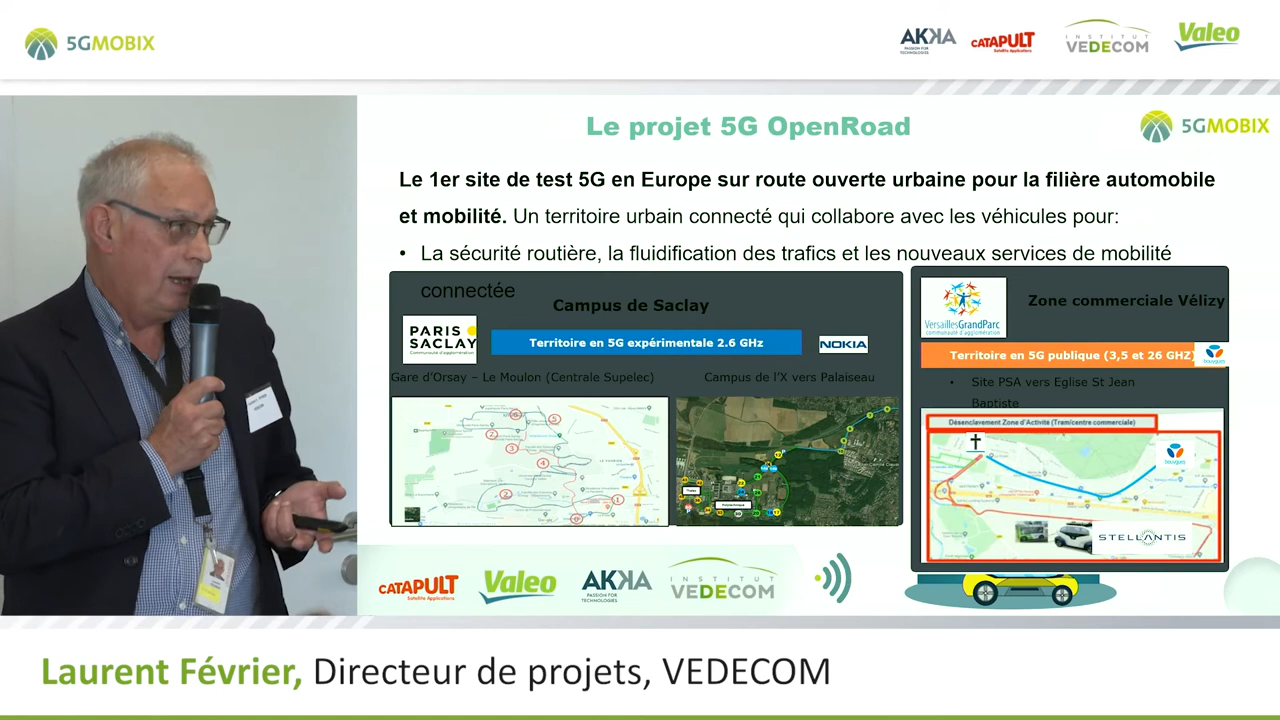 5GMOBIX
AKKA
PASSION FOR
TECHNOLOGIES
CATAPULT
Satellite Applications
INSTITUT
VEDECOM
Valeo
Le projet 5G OpenRoad
5GMOBIX
Le 1er site de test 5G en Europe sur route ouverte urbaine pour la filière automobile
et mobilité. Un territoire urbain connecté qui collabore avec les véhicules pour:
• La sécurité routière, la fluidification des trafics et les nouveaux services de mobilité
connectée
Campus de Saclay
PARIS
SACLAY
Communauté d'agglomération
Territoire en 5G expérimentale 2.6 GHz
NOKIA
Gare d'Orsay – Le Moulon (Centrale Supelec)
Campus de l'X vers Palaiseau
VersaillesGrandParc
communauté d'agglomération
Zone commerciale Vélizy
Territoire en 5G publique (3,5 et 26 GHZ)
bouygues
• Site PSA vers Eglise St Jean
Baptiste
Désenclavement Zone d'Activité (Tram/centre commerciale)
bouygues
STELLANTIS
CATAPULT
Satellite Applications
Valeo
AKKA
PASSION FOR
TECHNOLOGIES
INSTITUT
VEDECOM
Laurent Février, Directeur de projets, VEDECOM